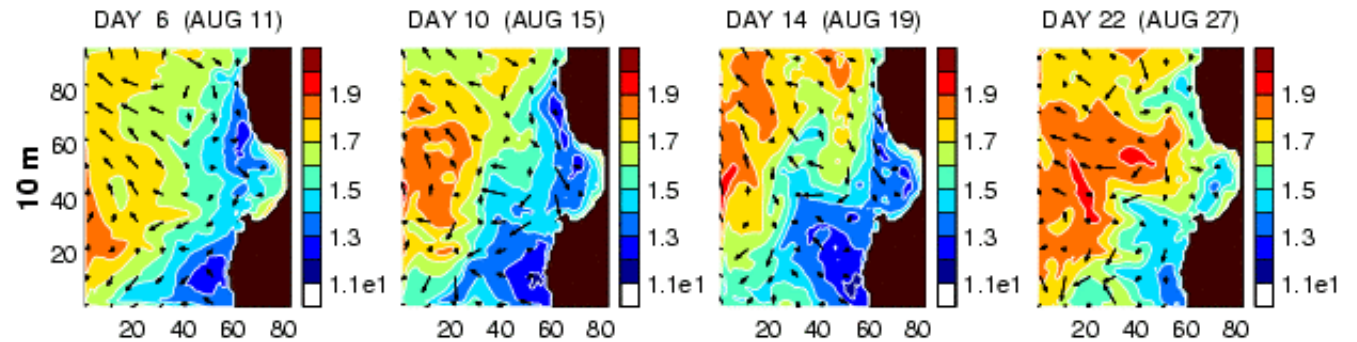 DAY 6 (AUG 11) DAY 10 (AUG 15) DAY 14 (AUG 19) DAY 22 (AUG 27)
80 1.9 1.9 1.9 1.9
60 1.7 1.7 1.7 1.7
10 m
40 1.5 1.5 1.5 1.5
20 1.3 1.3 1.3 1.3
1.1e1 1.1e1 1.1e1 1.1e1
20 40 60 80 20 40 60 80 20 40 60 80 20 40 60 80